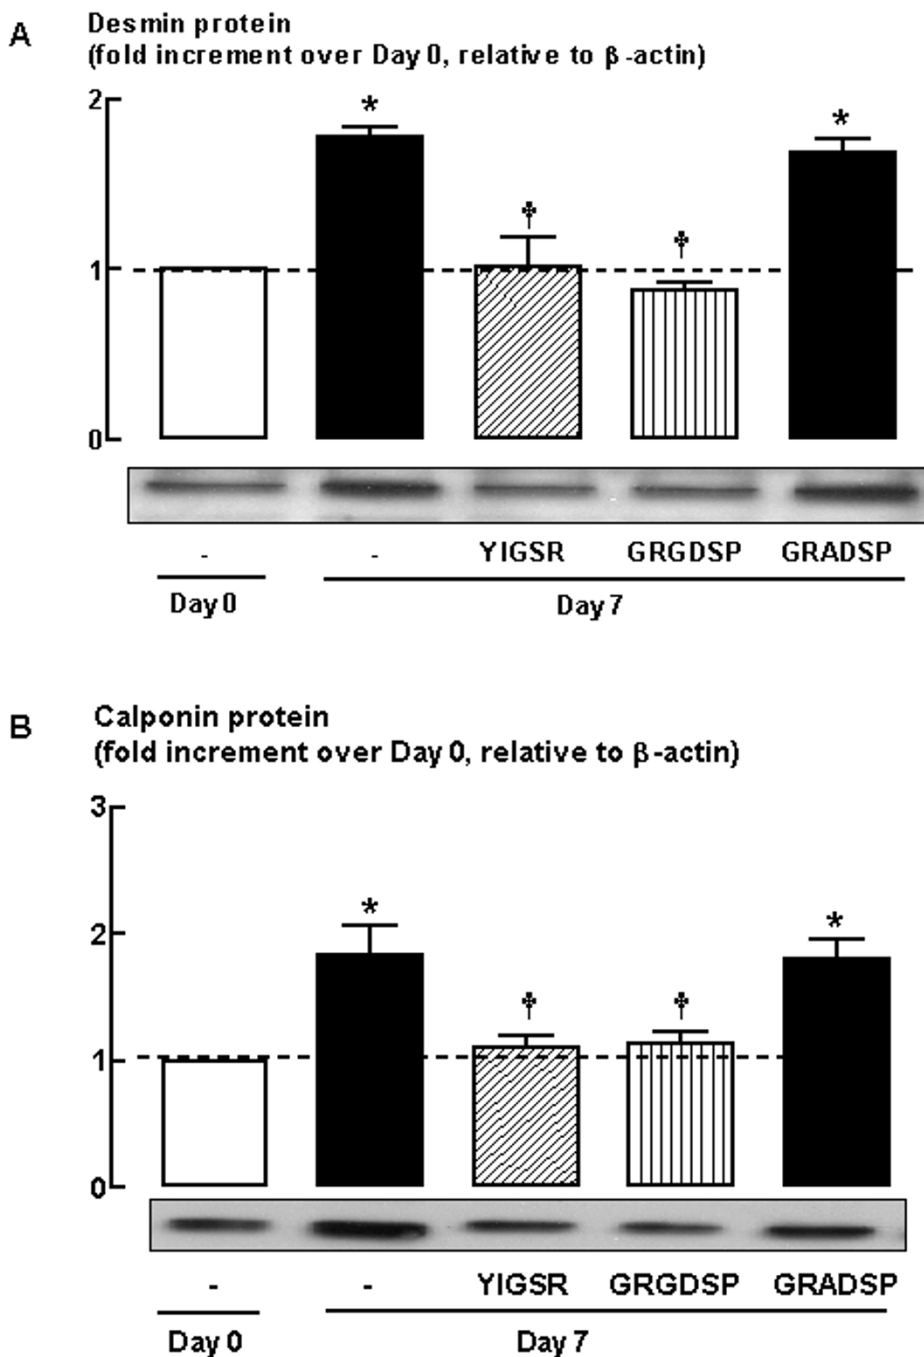 A
Desmin protein
(fold increment over Day 0, relative to β-actin)
2
*
*
†
†
1
0
- - YIGSR GRGDSP GRADSP
Day 0 Day 7
B
Calponin protein
(fold increment over Day 0, relative to β-actin)
3
2
*
*
†
†
1
0
- - YIGSR GRGDSP GRADSP
Day 0 Day 7